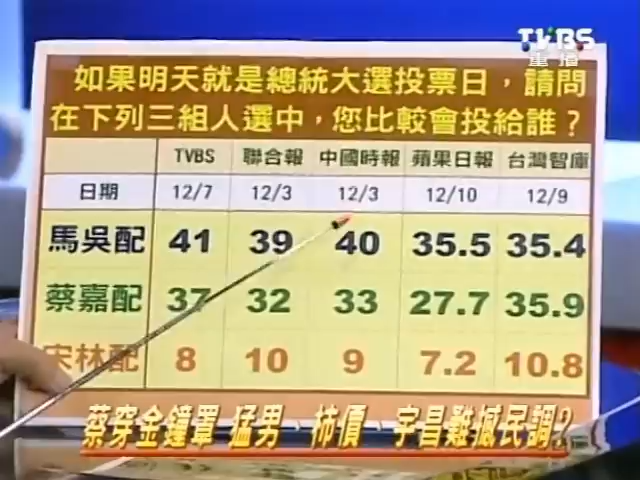 TVBS
重播
如果明天就是總統大選投票日，請問
在下列三組人選中，您比較會投給誰？
TVBS 聯合報 中國時報 蘋果日報 台灣智庫
日期 12/7 12/3 12/3 12/10 12/9
馬吳配 41 39 40 35.5 35.4
蔡嘉配 37 32 33 27.7 35.9
宋林配 8 10 9 7.2 10.8
蔡穿金鐘罩 猛男、柿價、宇昌難撼民調？